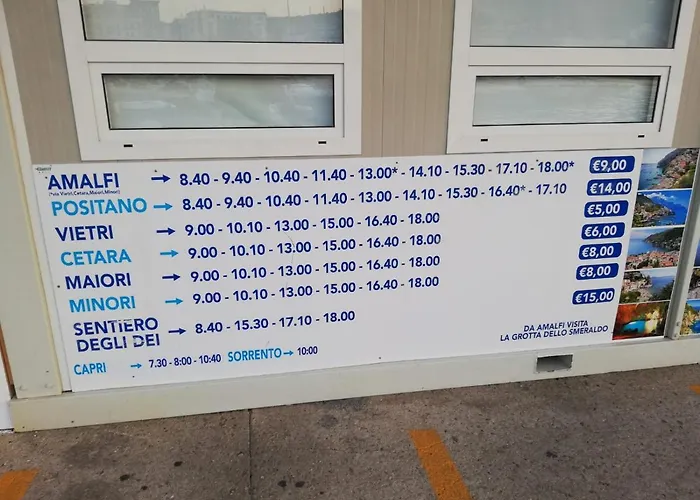 AMALFI → 8.40 - 9.40 - 10.40 - 11.40 - 13.00* - 14.10 - 15.30 - 17.10 - 18.00* €9,00
(*via Vietri, Cetara, Maiori, Minori)
POSITANO → 8.40 - 9.40 - 10.40 - 11.40 - 13.00 - 14.10 - 15.30 - 16.40* - 17.10 €14,00
VIETRI → 9.00 - 10.10 - 13.00 - 15.00 - 16.40 - 18.00 €5,00
CETARA → 9.00 - 10.10 - 13.00 - 15.00 - 16.40 - 18.00 €6,00
MAIORI → 9.00 - 10.10 - 13.00 - 15.00 - 16.40 - 18.00 €8,00
MINORI → 9.00 - 10.10 - 13.00 - 15.00 - 16.40 - 18.00 €8,00
SENTIERO
DEGLI DEI → 8.40 - 15.30 - 17.10 - 18.00 €15,00
CAPRI → 7.30 - 8:00 - 10:40 SORRENTO → 10:00
DA AMALFI VISITA
LA GROTTA DELLO SMERALDO